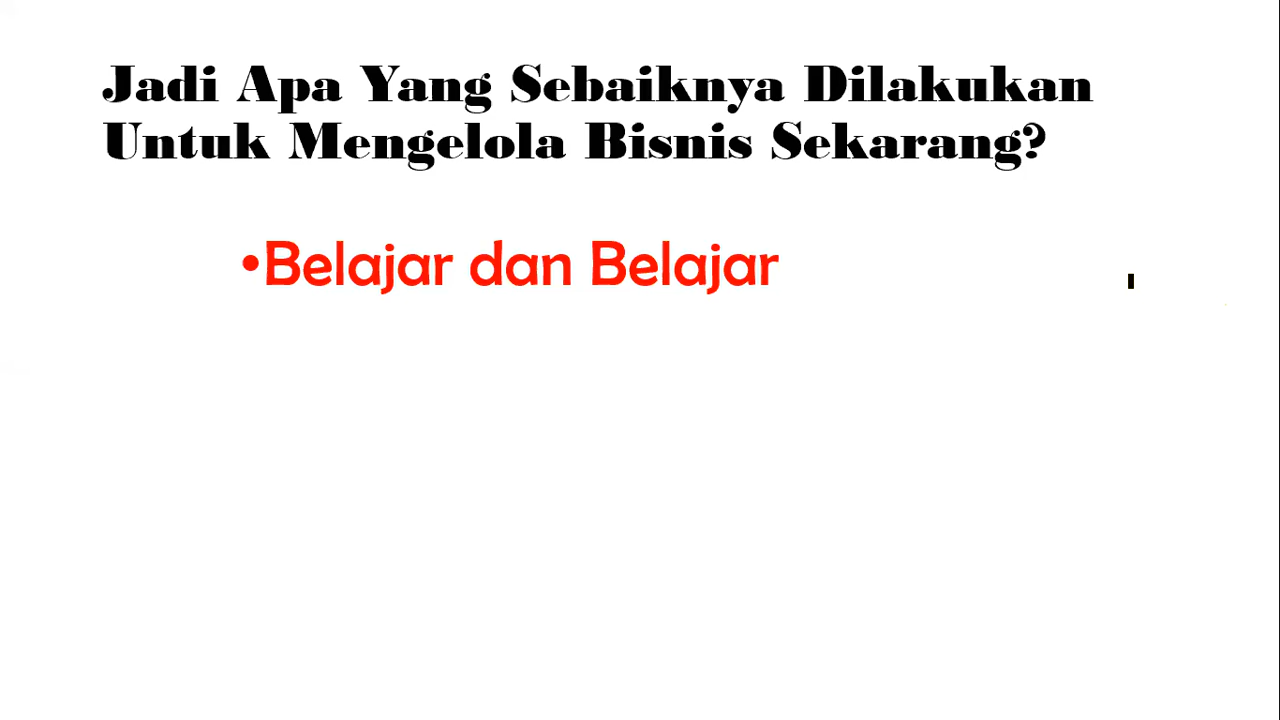 Jadi Apa Yang Sebaiknya Dilakukan
Untuk Mengelola Bisnis Sekarang?
•Belajar dan Belajar